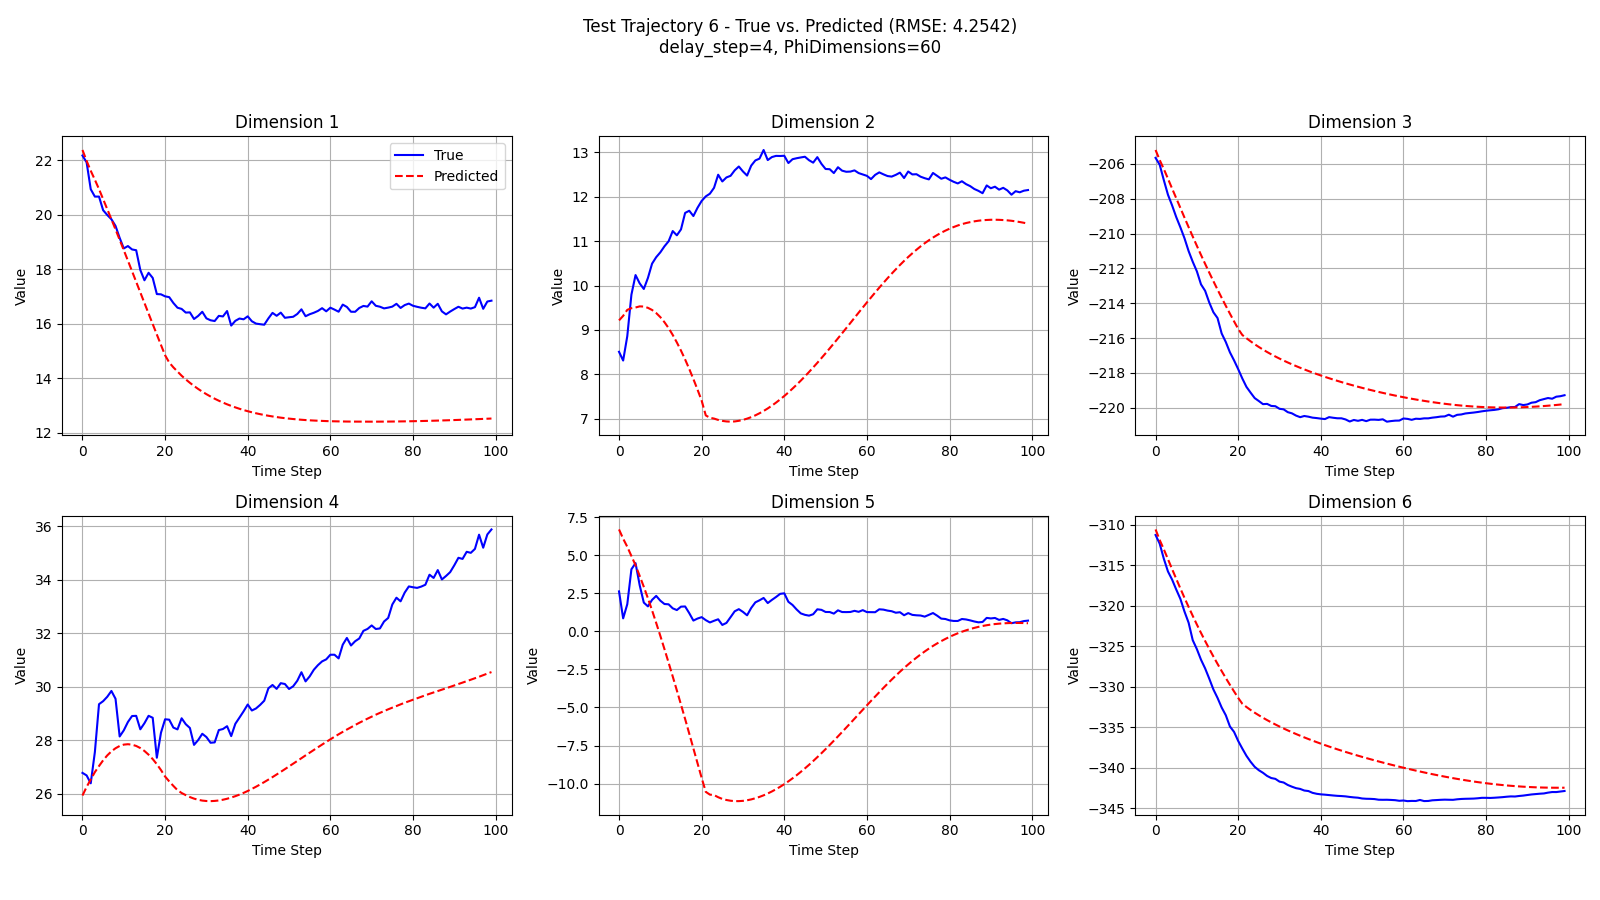 Test Trajectory 6 - True vs. Predicted (RMSE: 4.2542)
delay_step=4, PhiDimensions=60
Dimension 1
True
Predicted
22
20
18
16
14
12
Value
0 20 40 60 80 100
Time Step
Dimension 2
13
12
11
10
9
8
7
Value
0 20 40 60 80 100
Time Step
Dimension 3
−206
−208
−210
−212
−214
−216
−218
−220
Value
0 20 40 60 80 100
Time Step
Dimension 4
36
34
32
30
28
26
Value
0 20 40 60 80 100
Time Step
Dimension 5
7.5
5.0
2.5
0.0
−2.5
−5.0
−7.5
−10.0
Value
0 20 40 60 80 100
Time Step
Dimension 6
−310
−315
−320
−325
−330
−335
−340
−345
Value
0 20 40 60 80 100
Time Step